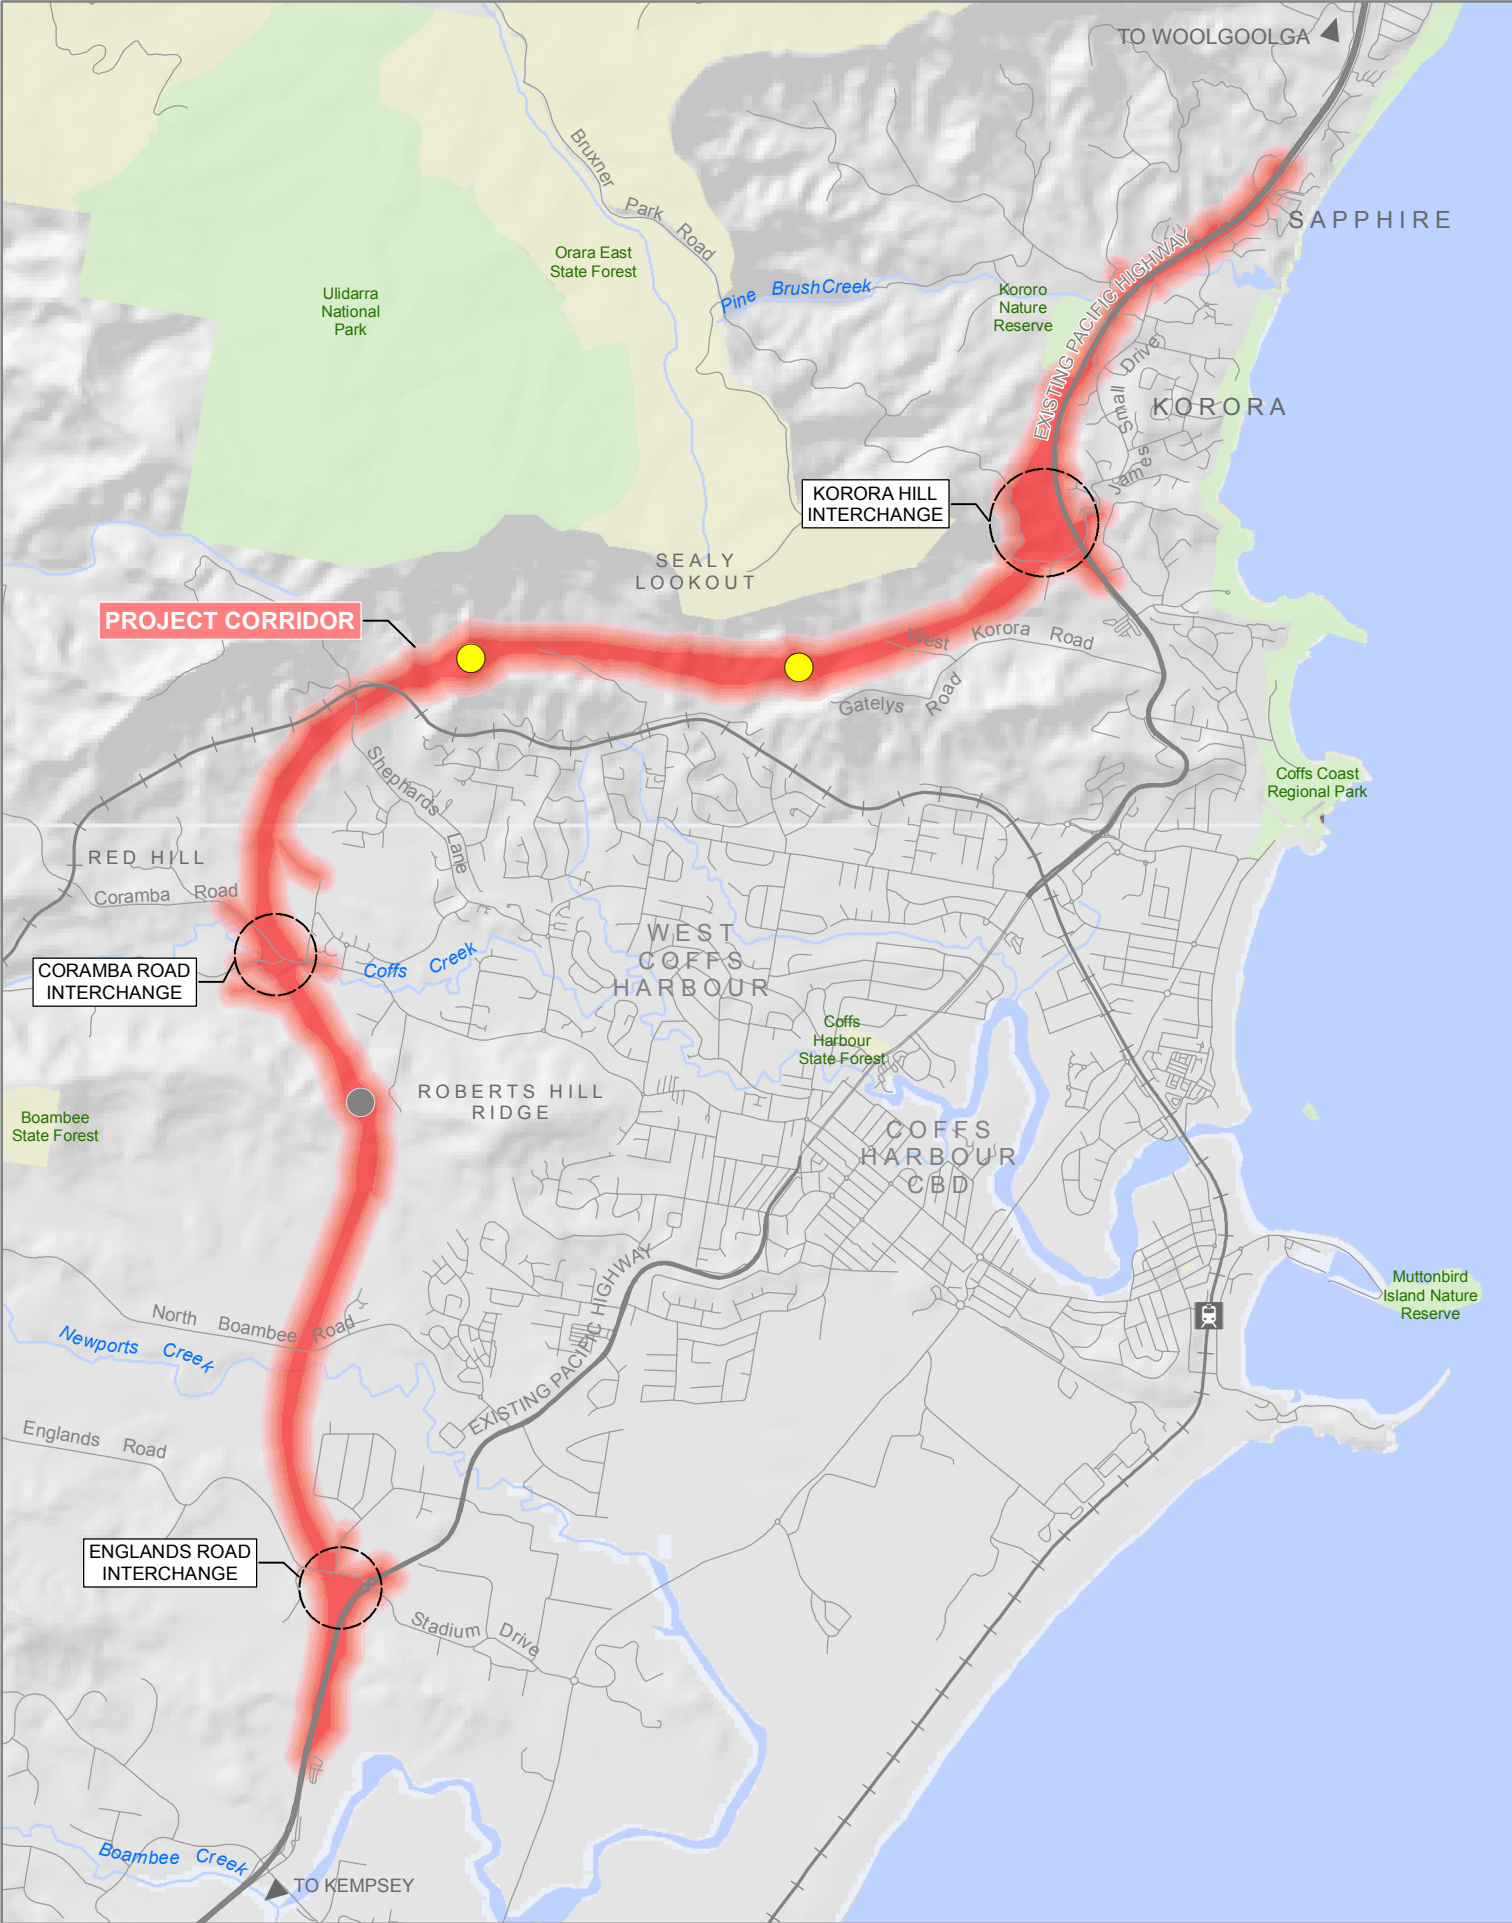 TO WOOLGOOLGA
SAPPHIRE
Bruxner Park Road
Orara East
State Forest
Pine BrushCreek
Kororo
Nature
Reserve
EXISTING PACIFIC HIGHWAY
Ulidarra
National
Park
James Small Drive
KORORA
KORORA HILL
INTERCHANGE
SEALY
LOOKOUT
PROJECT CORRIDOR
West Korora Road
Gatelys Road
Shephards Lane
Coffs Coast
Regional Park
RED HILL
Coramba Road
WEST
COFFS
HARBOUR
CORAMBA ROAD
INTERCHANGE
Coffs Creek
Coffs
Harbour
State Forest
ROBERTS HILL
RIDGE
Boambee
State Forest
COFFS
HARBOUR
CBD
EXISTING PACIFIC HIGHWAY
Muttonbird
Island Nature
Reserve
North Boambee Road
Newports Creek
Englands Road
ENGLANDS ROAD
INTERCHANGE
Stadium Drive
Boambee Creek
TO KEMPSEY